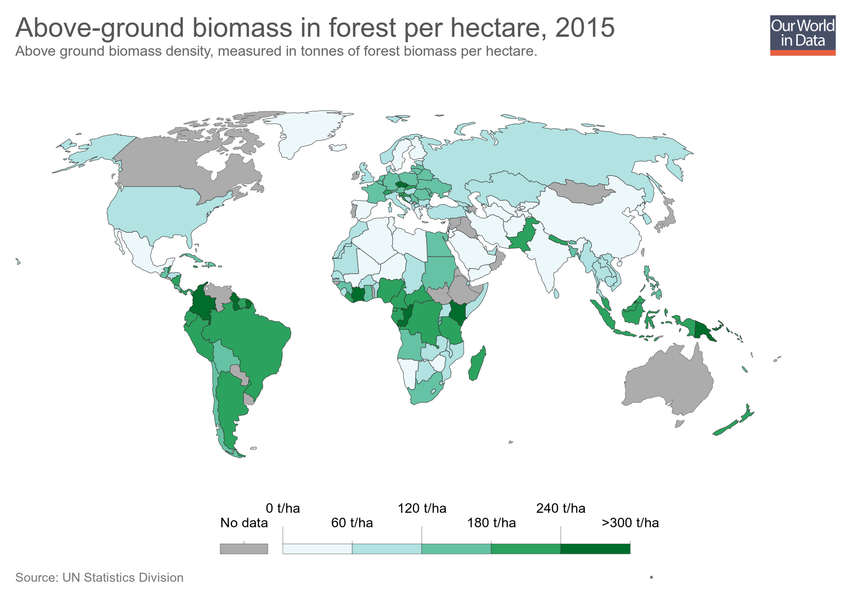 Above-ground biomass in forest per hectare, 2015
Above ground biomass density, measured in tonnes of forest biomass per hectare.
Our World
in Data
0 t/ha 120 t/ha 240 t/ha
No data 60 t/ha 180 t/ha >300 t/ha
Source: UN Statistics Division